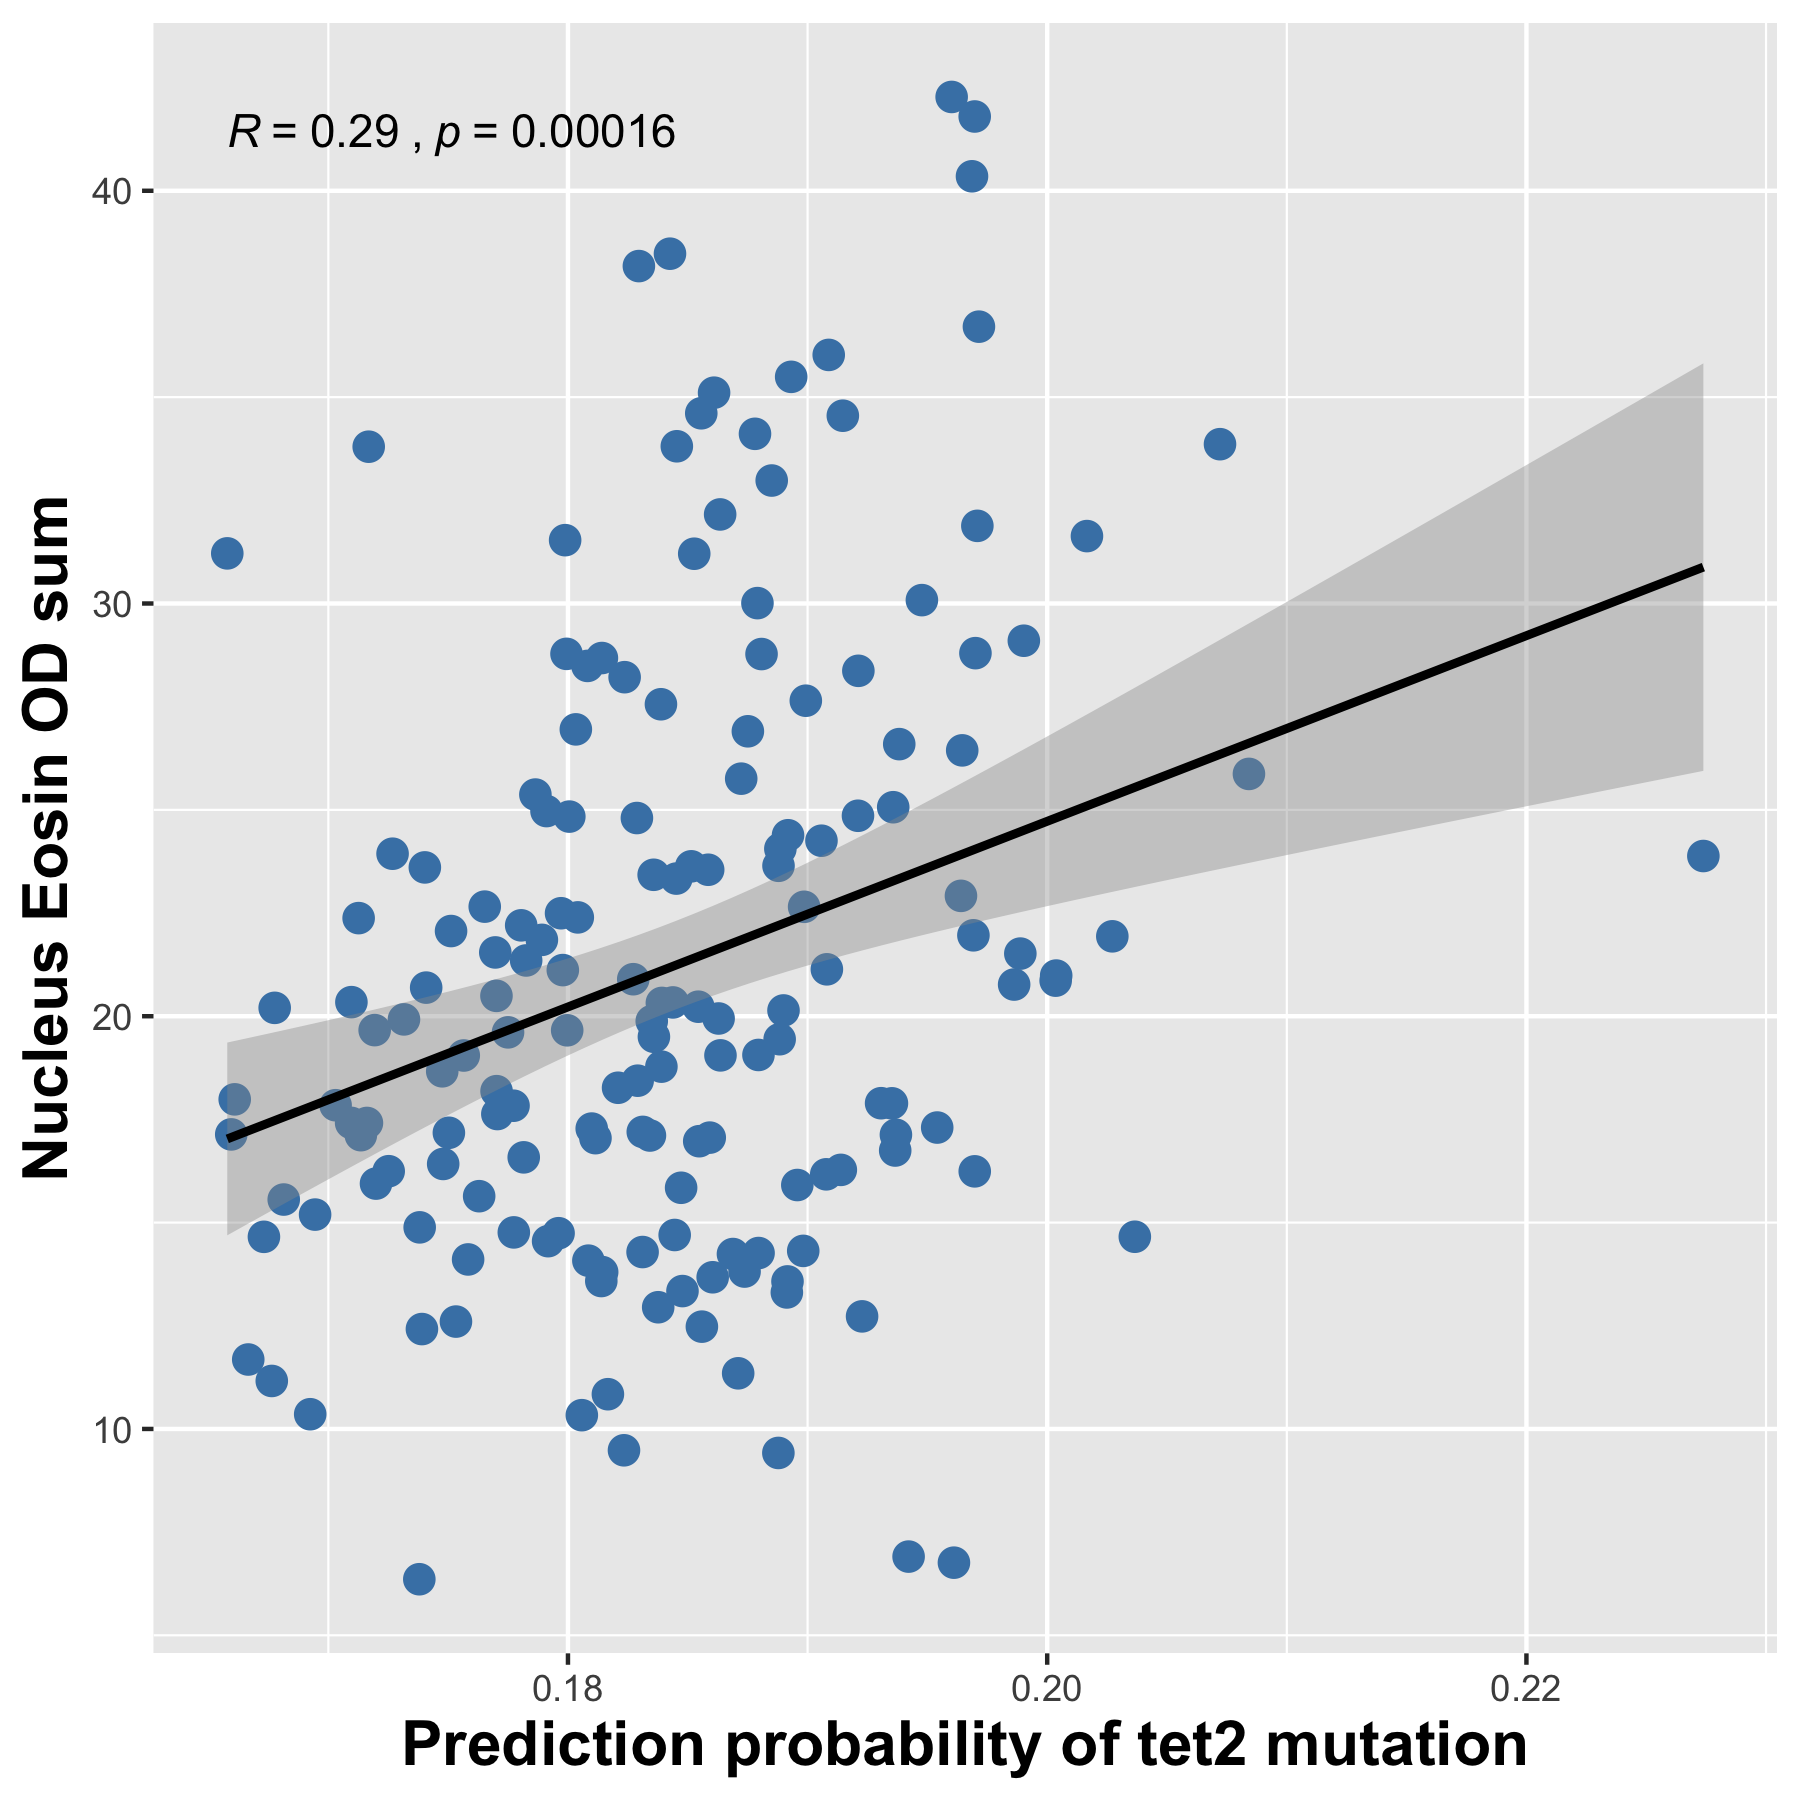 R = 0.29 , p = 0.00016
40
30
20
10
Nucleus Eosin OD sum
0.18 0.20 0.22
Prediction probability of tet2 mutation